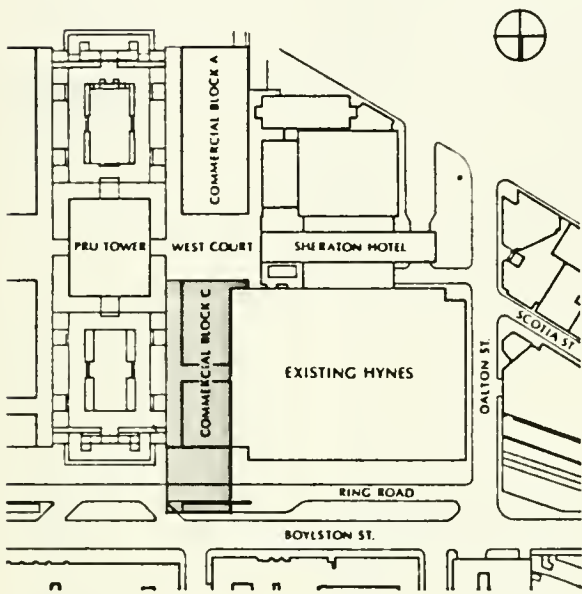 COMMERCIAL BLOCK A
PRU TOWER
WEST COURT
SHERATON HOTEL
COMMERCIAL BLOCK C
EXISTING HYNES
DALTON ST.
SCOTIA ST
RING ROAD
BOYLSTON ST.